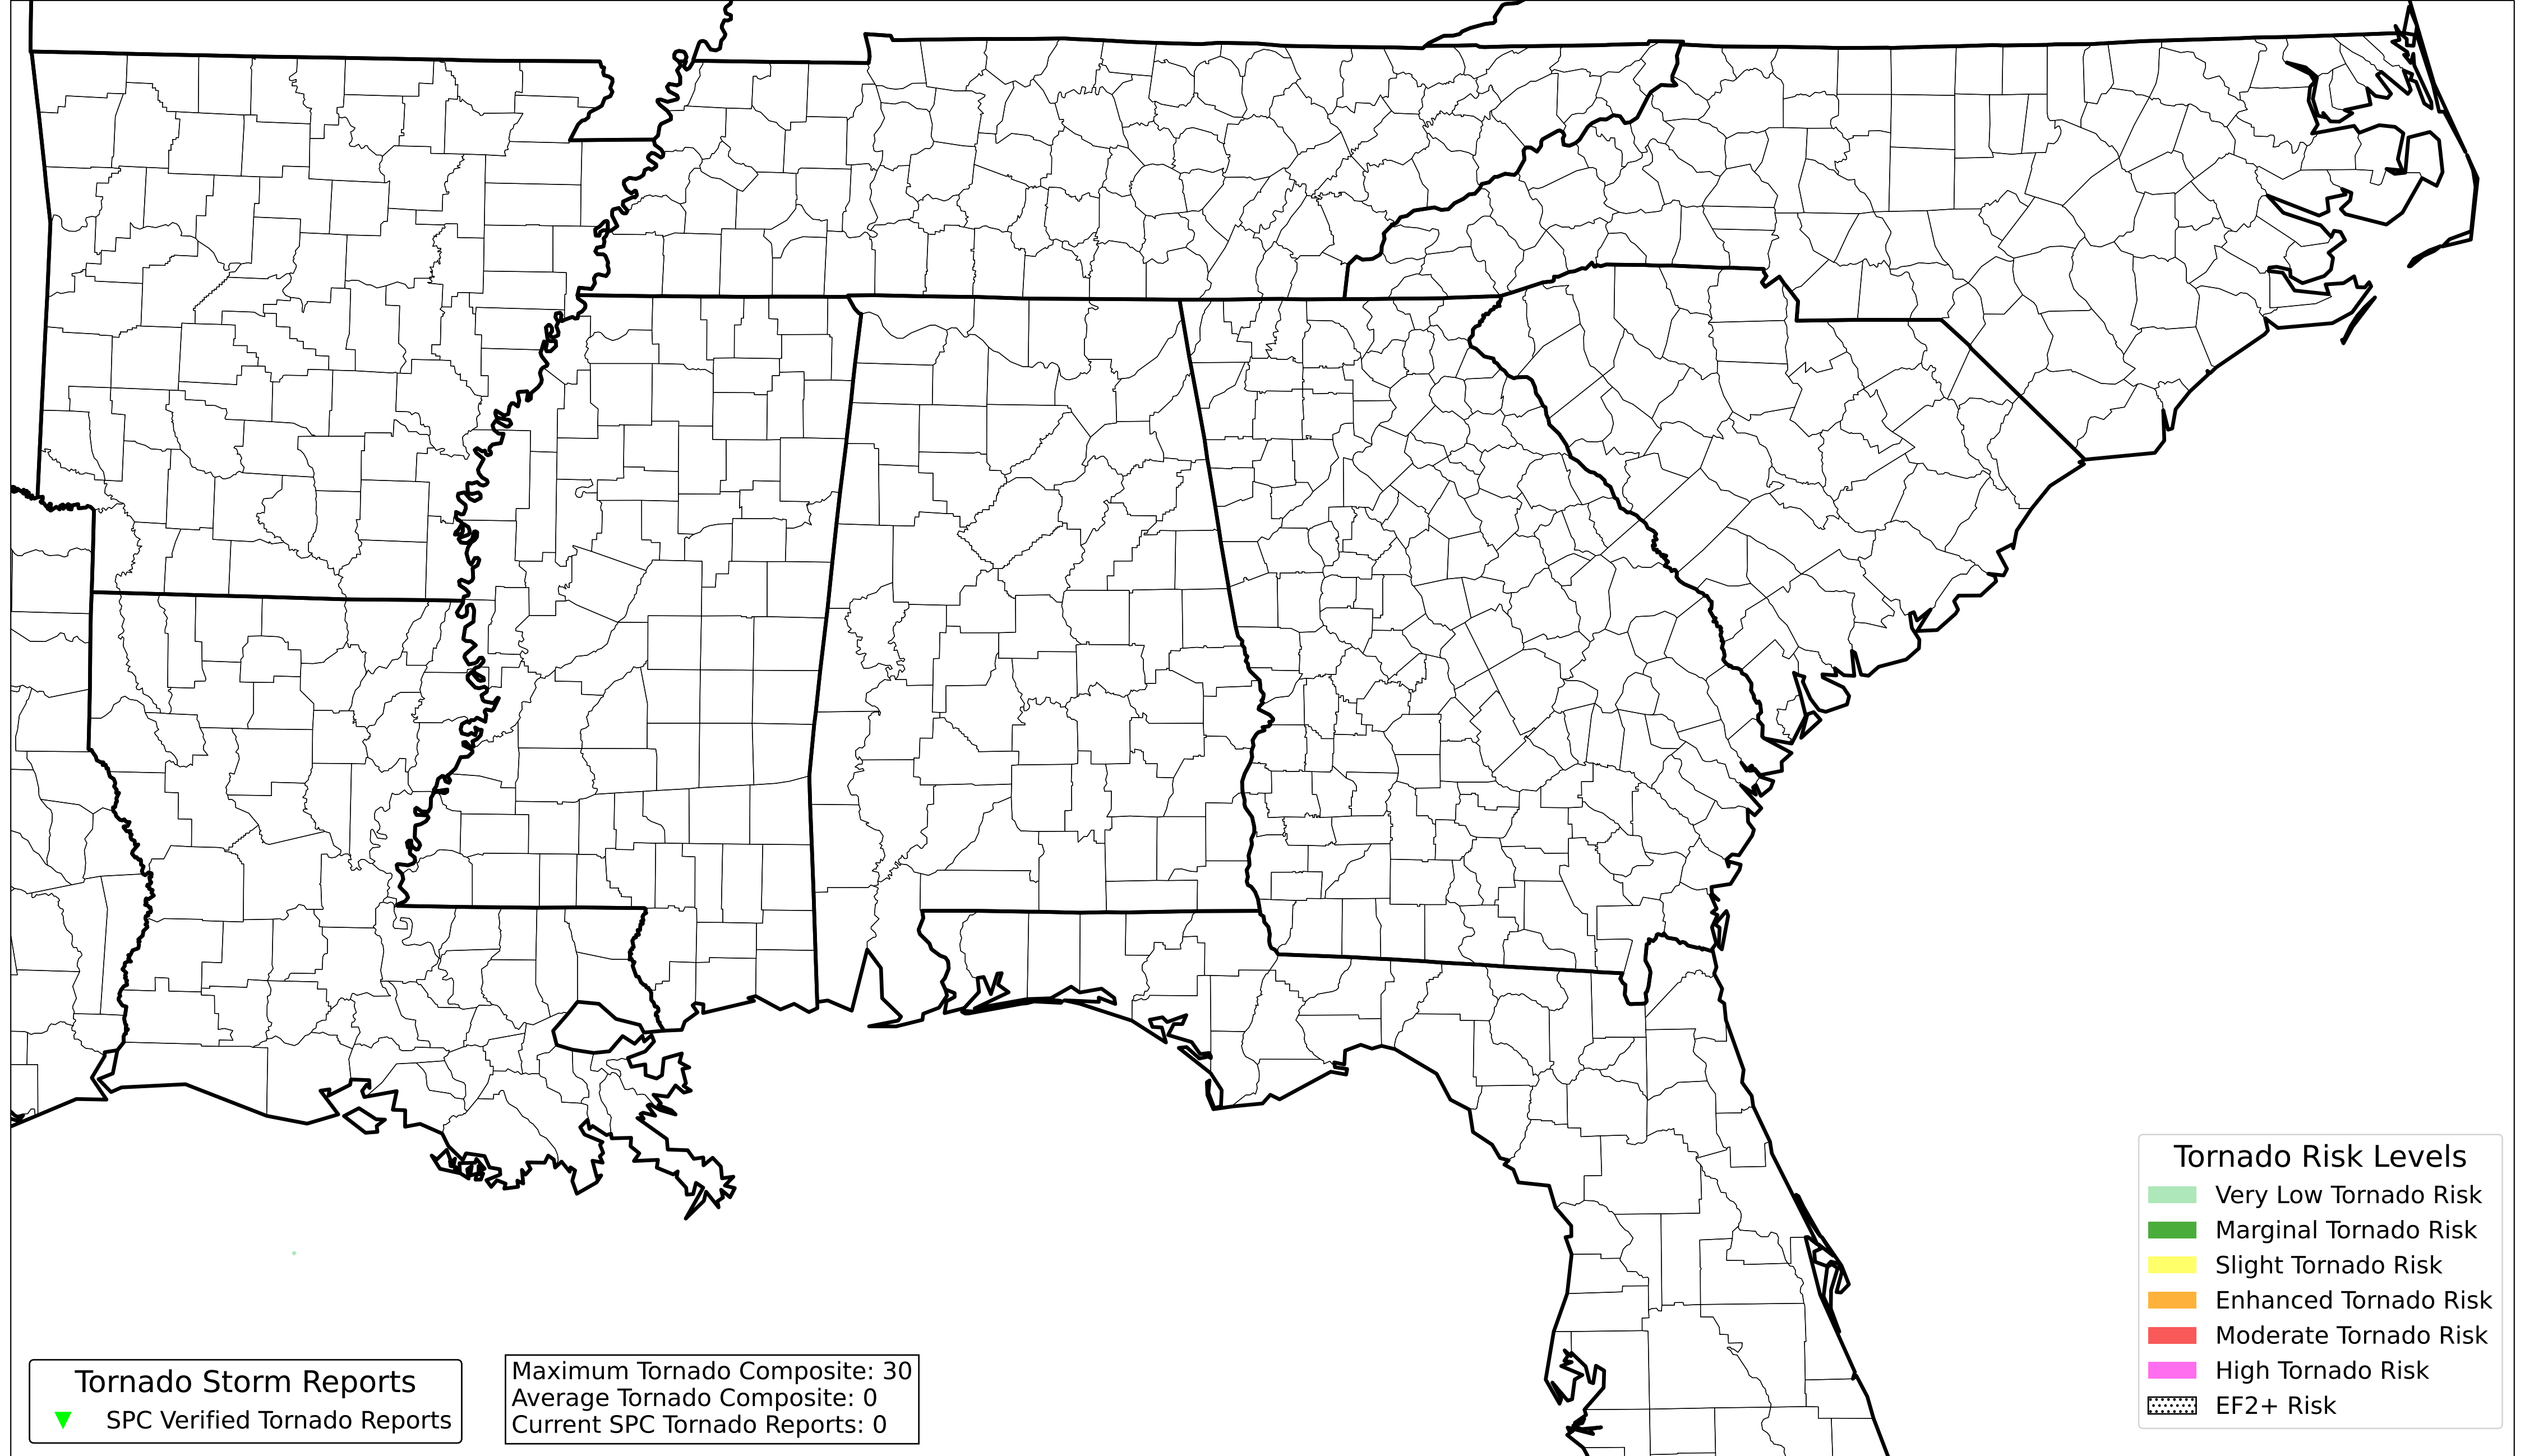 Tornado Risk Levels
Very Low Tornado Risk
Marginal Tornado Risk
Slight Tornado Risk
Enhanced Tornado Risk
Moderate Tornado Risk
High Tornado Risk
EF2+ Risk
Tornado Storm Reports
SPC Verified Tornado Reports
Maximum Tornado Composite: 30
Average Tornado Composite: 0
Current SPC Tornado Reports: 0